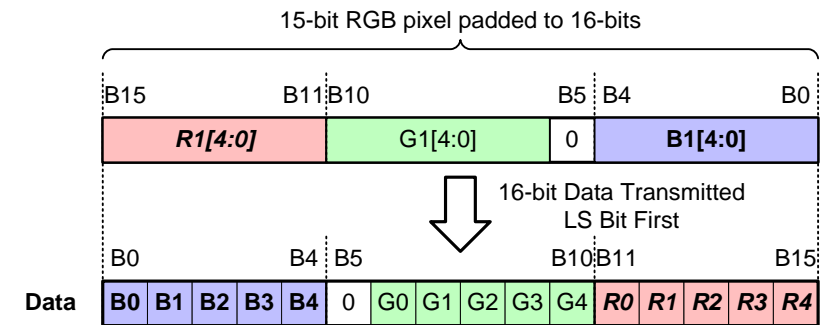 15-bit RGB pixel padded to 16-bits
B15 B11 B10 B5 B4 B0
R1[4:0] G1[4:0] 0 B1[4:0]
16-bit Data Transmitted
LS Bit First
B0 B4 B5 B10 B11 B15
Data B0 B1 B2 B3 B4 0 G0 G1 G2 G3 G4 R0 R1 R2 R3 R4